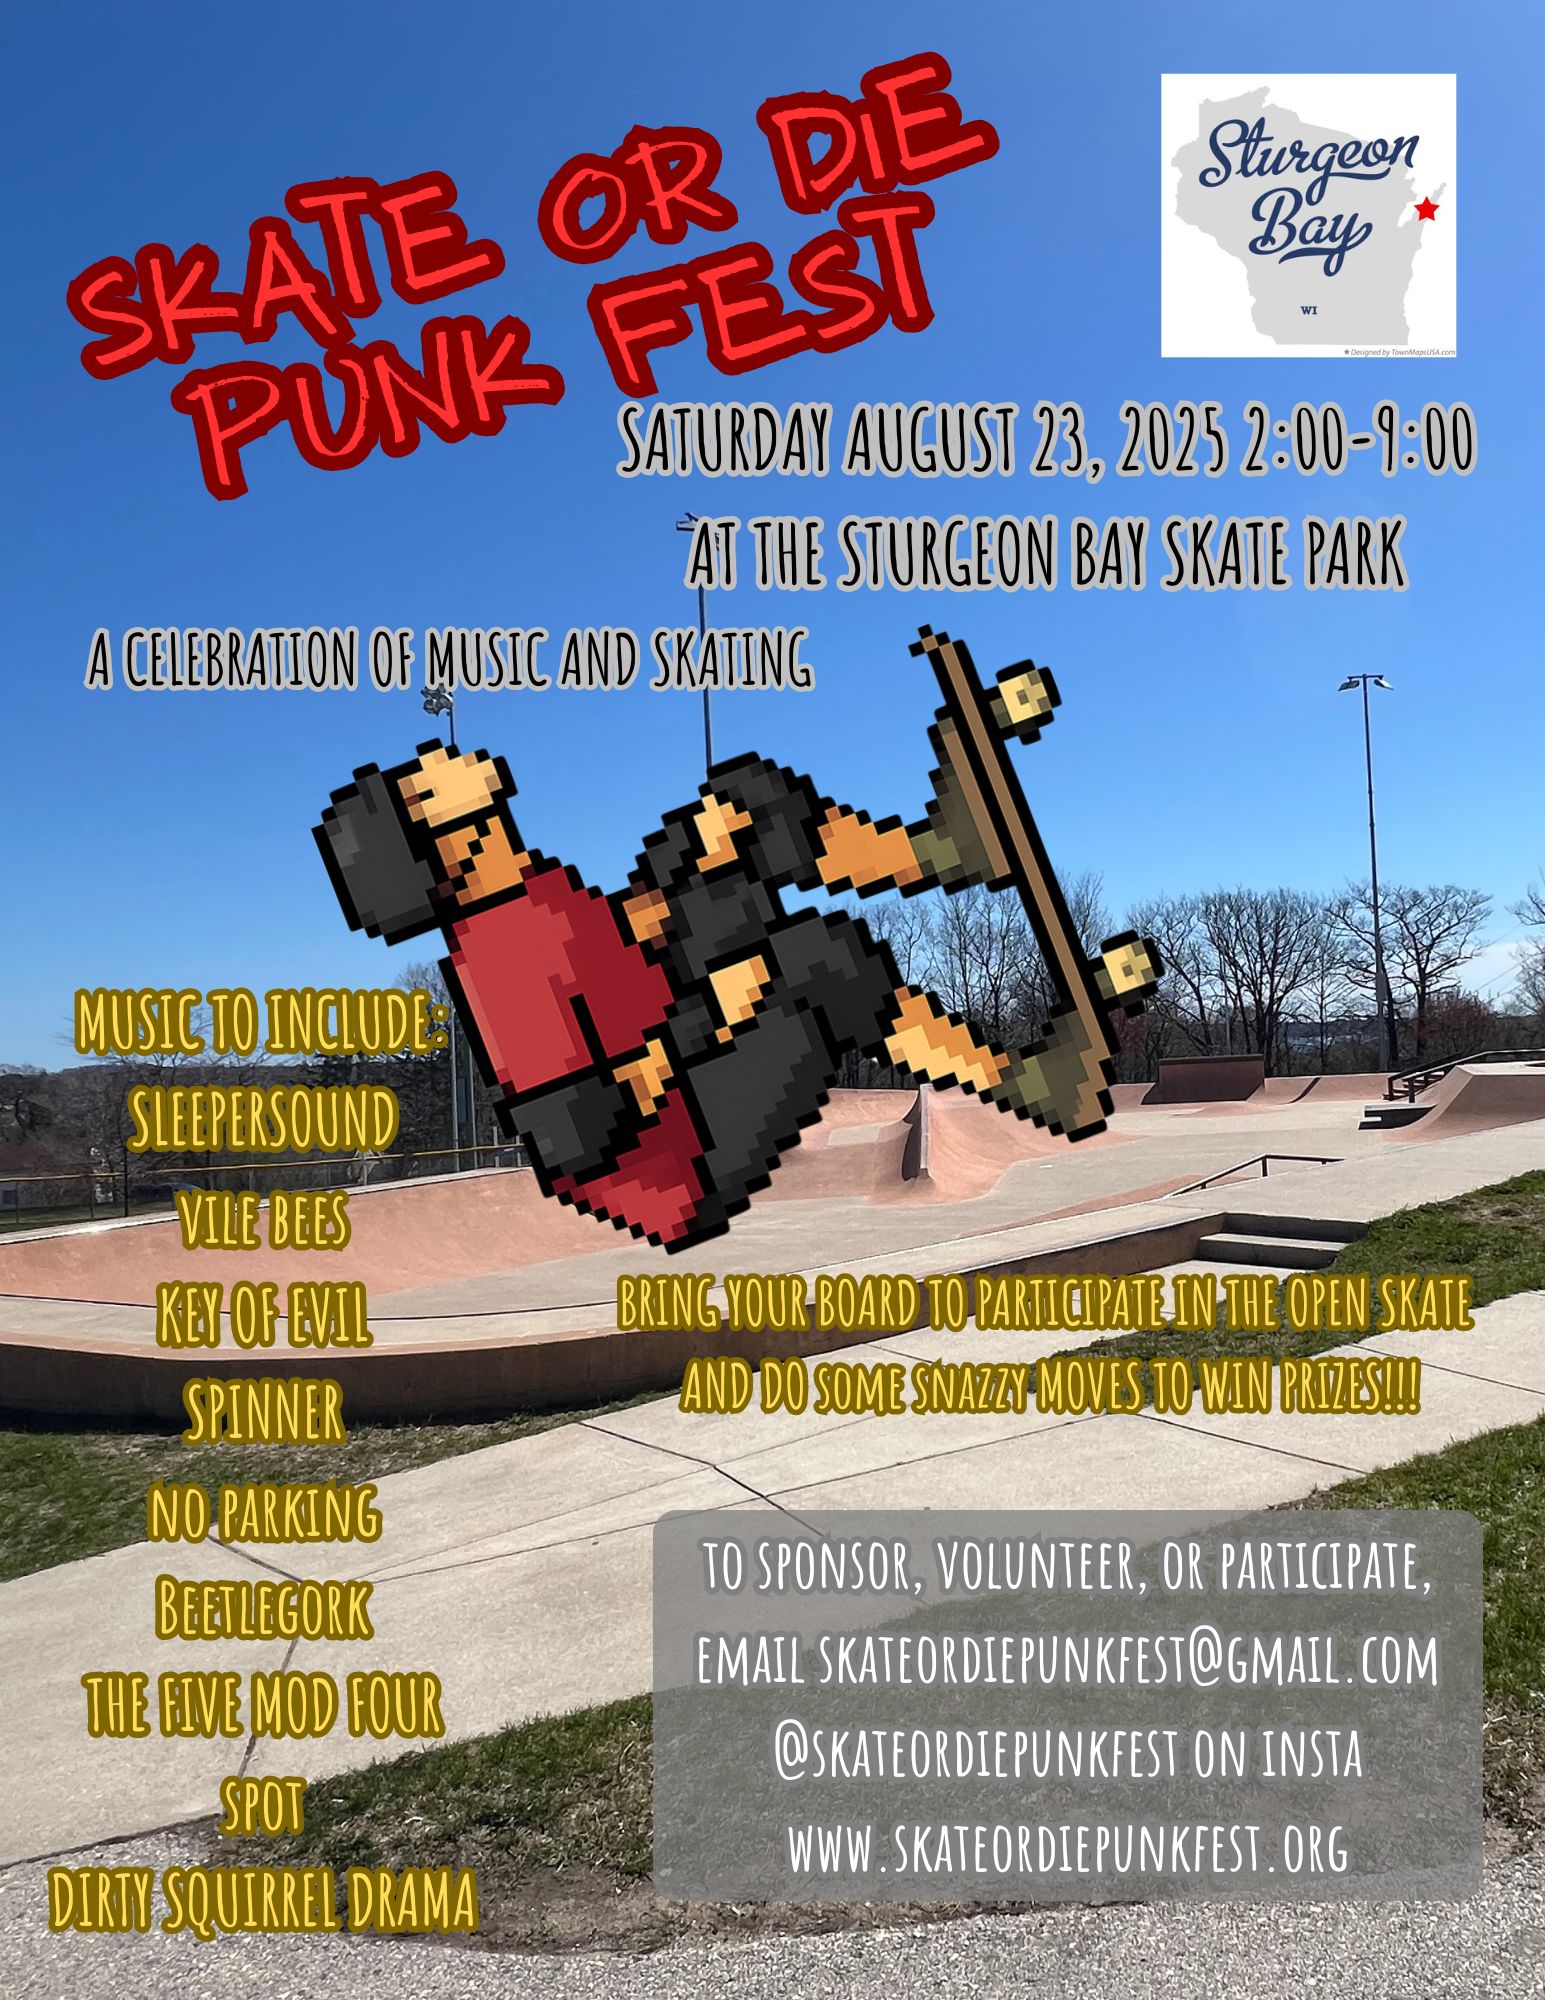 SKATE OR DIE
PUNK FEST
Sturgeon
Bay
WI
★ Designed by TownMapsUSA.com
SATURDAY AUGUST 23, 2025 2:00-9:00
AT THE STURGEON BAY SKATE PARK
A CELEBRATION OF MUSIC AND SKATING
MUSIC TO INCLUDE:
SLEEPERSOUND
VILE BEES
KEY OF EVIL
SPINNER
NO PARKING
BEETLEGORK
THE FIVE MOD FOUR
SPOT
DIRTY SQUIRREL DRAMA
BRING YOUR BOARD TO PARTICIPATE IN THE OPEN SKATE
AND DO SOME SNAZZY MOVES TO WIN PRIZES!!!
TO SPONSOR, VOLUNTEER, OR PARTICIPATE,
EMAIL SKATEORDIEPUNKFEST@GMAIL.COM
@SKATEORDIEPUNKFEST ON INSTA
WWW.SKATEORDIEPUNKFEST.ORG